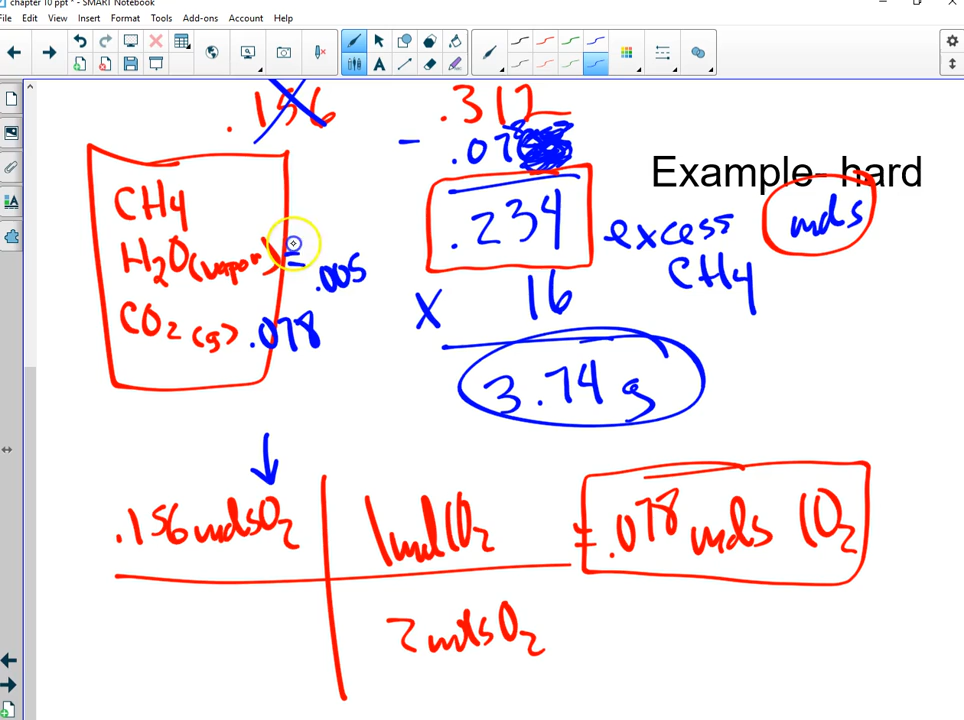 chapter 10 ppt * - SMART Notebook
File Edit View Insert Format Tools Add-ons Account Help
.156
.312
- .078
Example- hard
mols
CH4
H2O(vapor) = .005
CO2(g) .078
.234 excess
CH4
x 16
3.74 g
.156 mols O2
1 mol CO2
= .078 mols CO2
2 mols O2